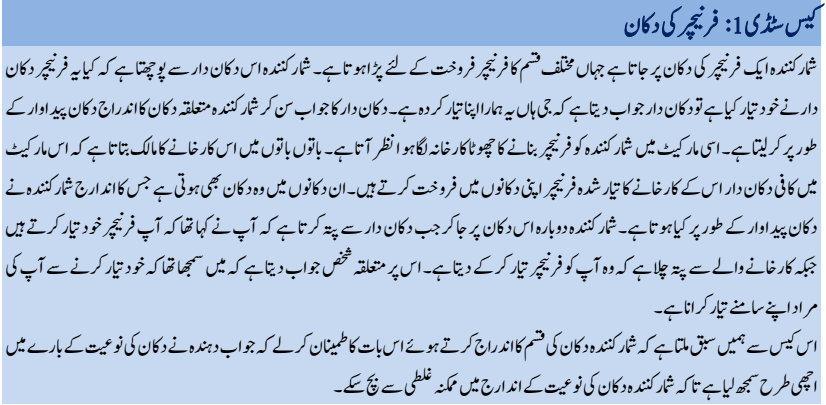 کیس سٹڈی 1: فرنیچر کی دکان
شمار کنندہ ایک فرنیچر کی دکان پر جاتا ہے جہاں مختلف قسم کا فرنیچر فروخت کے لئے پڑا ہوتا ہے۔ شمار کنندہ اس دکان دار سے پوچھتا ہے کہ کیا یہ فرنیچر دکان
دار نے خود تیار کیا ہے تو دکان دار جواب دیتا ہے کہ جی ہاں یہ ہمارا اپنا تیار کردہ ہے۔ دکان دار کا جواب سن کر شمار کنندہ متعلقہ دکان کا اندراج دکان پیداوار کے
طور پر کر لیتا ہے۔ اسی مارکیٹ میں شمار کنندہ کو فرنیچر بنانے کا چھوٹا کارخانہ لگا ہوا نظر آتا ہے۔ باتوں باتوں میں اس کارخانے کا مالک بتاتا ہے کہ اس مارکیٹ
میں کافی دکان دار اس کے کارخانے کا تیار شدہ فرنیچر اپنی دکانوں میں فروخت کرتے ہیں۔ ان دکانوں میں وہ دکان بھی ہوتی ہے جس کا اندارج شمار کنندہ نے
دکان پیداوار کے طور پر کیا ہوتا ہے۔ شمار کنندہ دوبارہ اس دکان پر جا کر جب دکان دار سے پتہ کرتا ہے کہ آپ نے کہا تھا کہ آپ فرنیچر خود تیار کرتے ہیں
جبکہ کارخانے والے سے پتہ چلا ہے کہ وہ آپ کو فرنیچر تیار کر کے دیتا ہے۔ اس پر متعلقہ شخص جواب دیتا ہے کہ میں سمجھا تھا کہ خود تیار کرنے سے آپ کی
مراد اپنے سامنے تیار کرانا ہے۔
اس کیس سے ہمیں سبق ملتا ہے کہ شمار کنندہ دکان کی قسم کا اندراج کرتے ہوئے اس بات کا طمینان کر لے کہ جواب دہندہ نے دکان کی نوعیت کے بارے میں
اچھی طرح سمجھ لیا ہے تا کہ شمار کنندہ دکان کی نوعیت کے اندارج میں ممکنہ غلطی سے بچ سکے۔